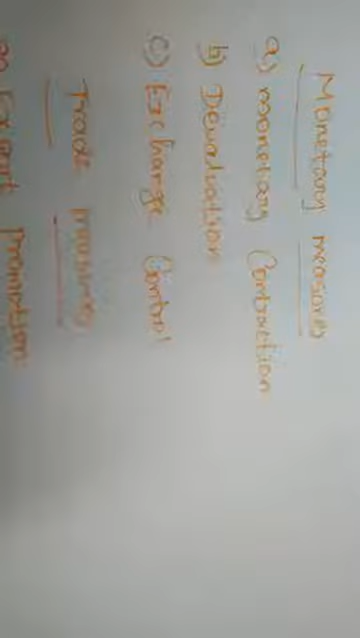 Monetary measures
a) monetary Contraction
b) Devaluation
c) Exchange Control
Trade measures
a) Export Promotion